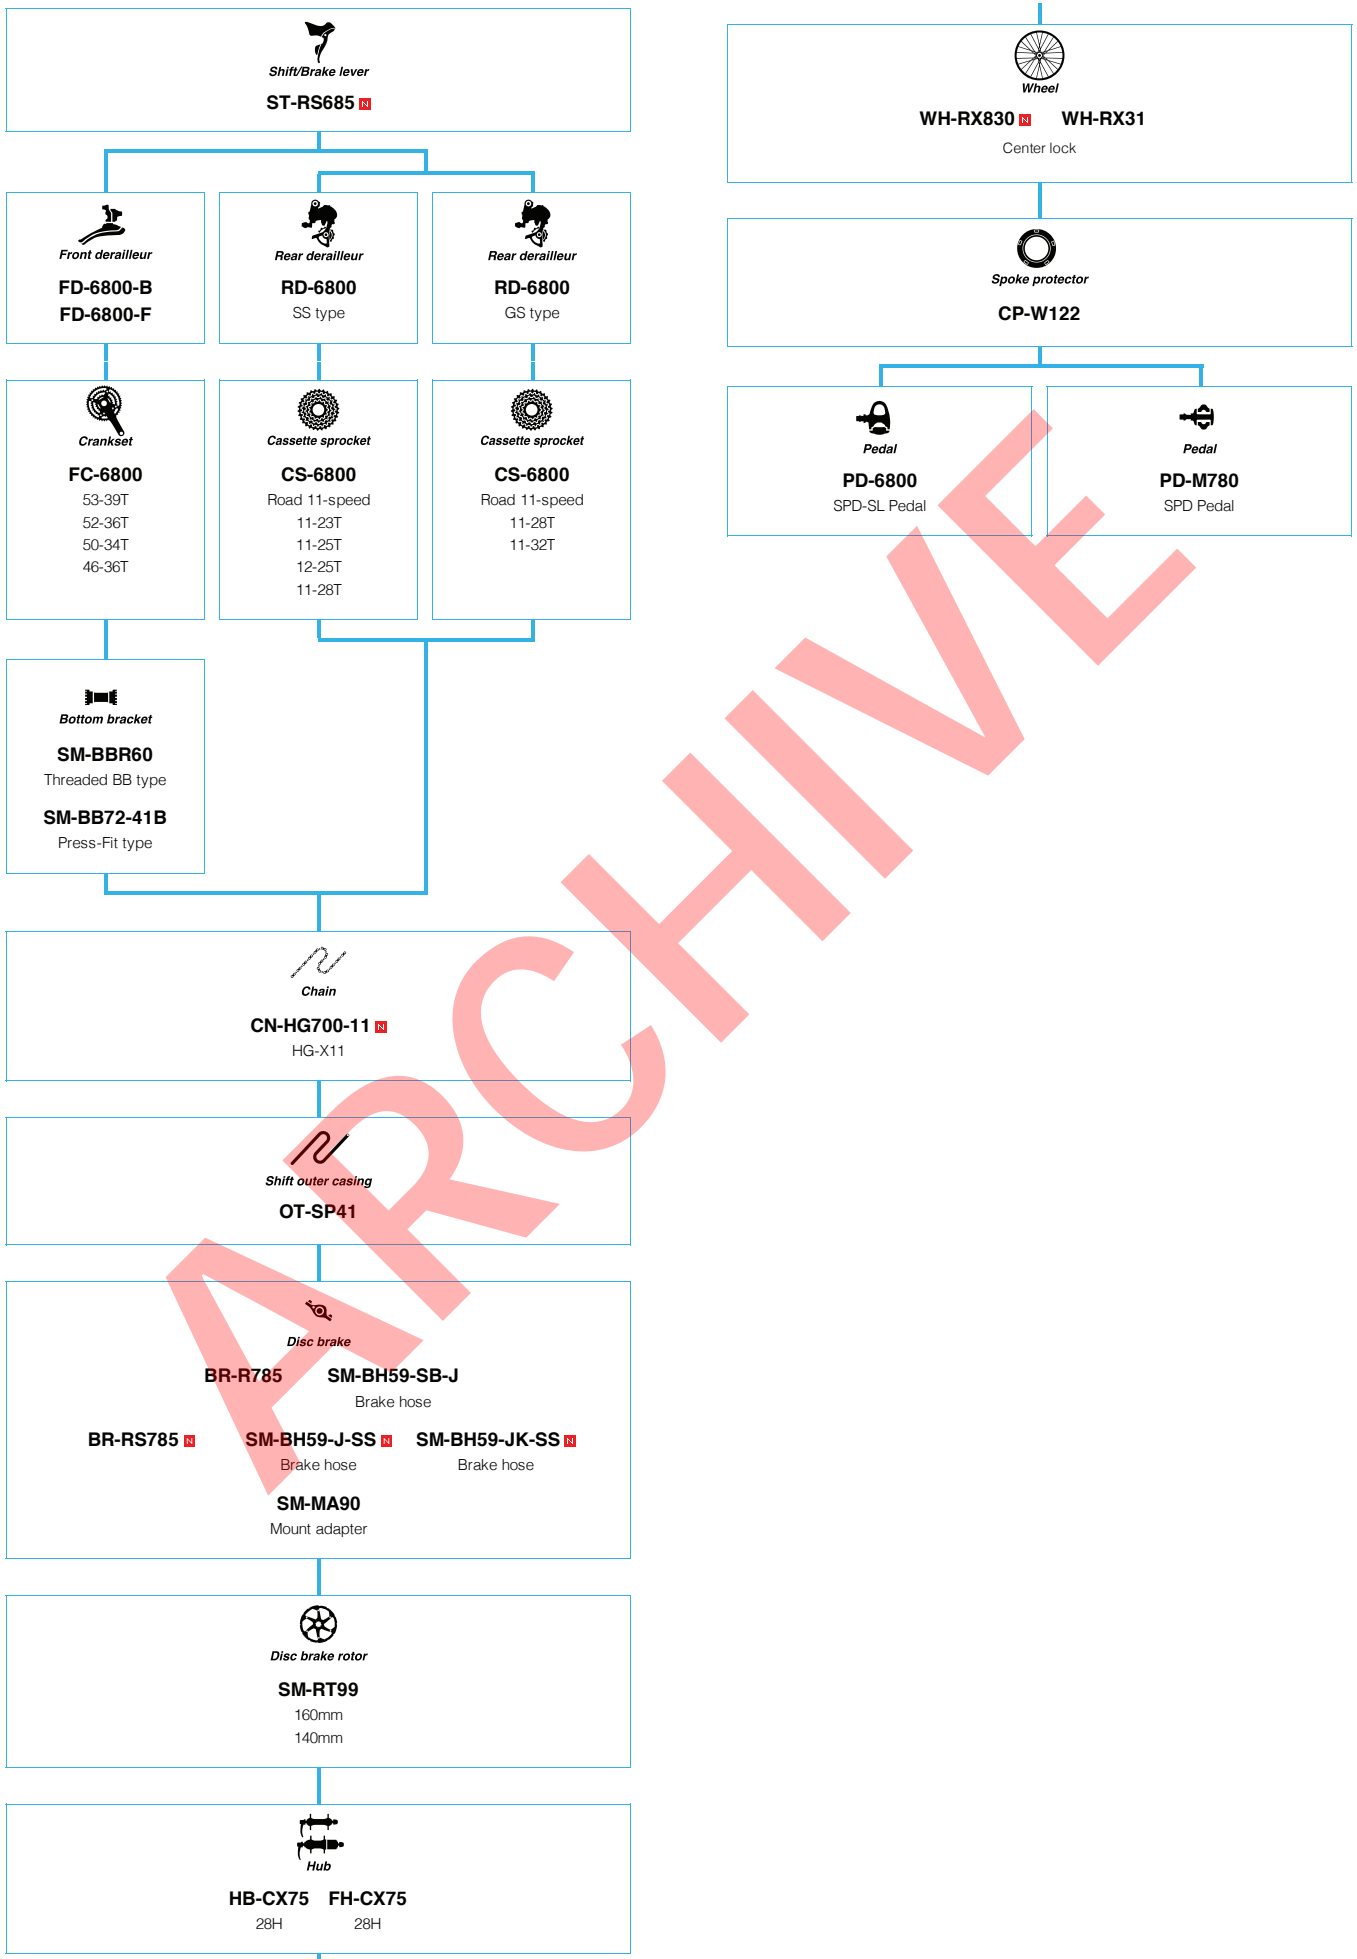 Shift/Brake lever
ST-RS685 N
Front derailleur
FD-6800-B
FD-6800-F
Rear derailleur
RD-6800
SS type
Rear derailleur
RD-6800
GS type
Crankset
FC-6800
53-39T
52-36T
50-34T
46-36T
Cassette sprocket
CS-6800
Road 11-speed
11-23T
11-25T
12-25T
11-28T
Cassette sprocket
CS-6800
Road 11-speed
11-28T
11-32T
Bottom bracket
SM-BBR60
Threaded BB type
SM-BB72-41B
Press-Fit type
Chain
CN-HG700-11 N
HG-X11
Shift outer casing
OT-SP41
Disc brake
BR-R785 SM-BH59-SB-J
Brake hose
BR-RS785 N SM-BH59-J-SS N SM-BH59-JK-SS N
Brake hose Brake hose
SM-MA90
Mount adapter
Disc brake rotor
SM-RT99
160mm
140mm
Hub
HB-CX75 FH-CX75
28H 28H
Wheel
WH-RX830 N WH-RX31
Center lock
Spoke protector
CP-W122
Pedal
PD-6800
SPD-SL Pedal
Pedal
PD-M780
SPD Pedal
ARCHIVE